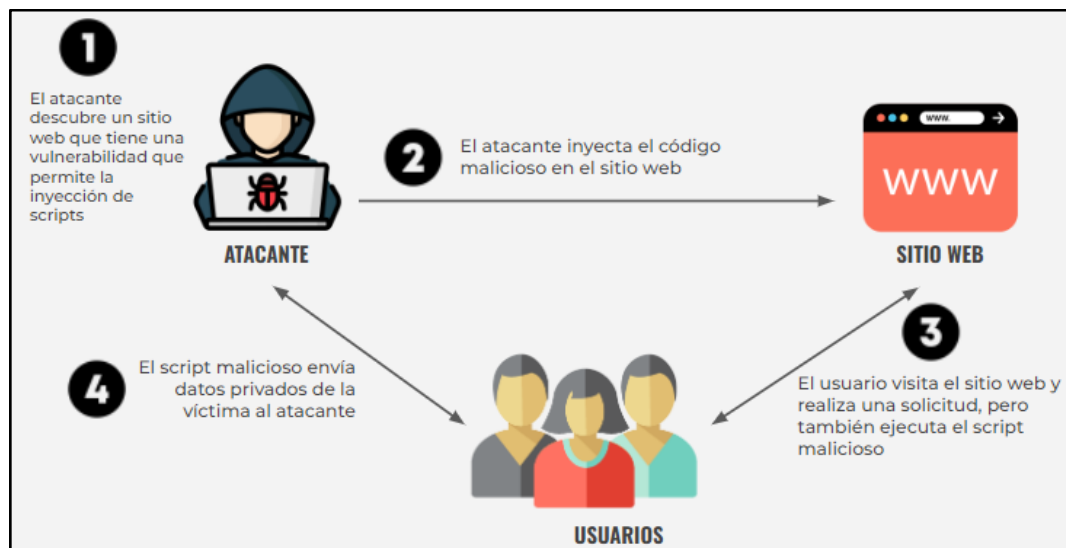 1
El atacante
descubre un sitio
web que tiene una
vulnerabilidad que
permite la
inyección de
scripts
ATACANTE
2
El atacante inyecta el código
malicioso en el sitio web
www.
WWW
SITIO WEB
3
El usuario visita el sitio web y
realiza una solicitud, pero
también ejecuta el script
malicioso
4
El script malicioso envía
datos privados de la
víctima al atacante
USUARIOS